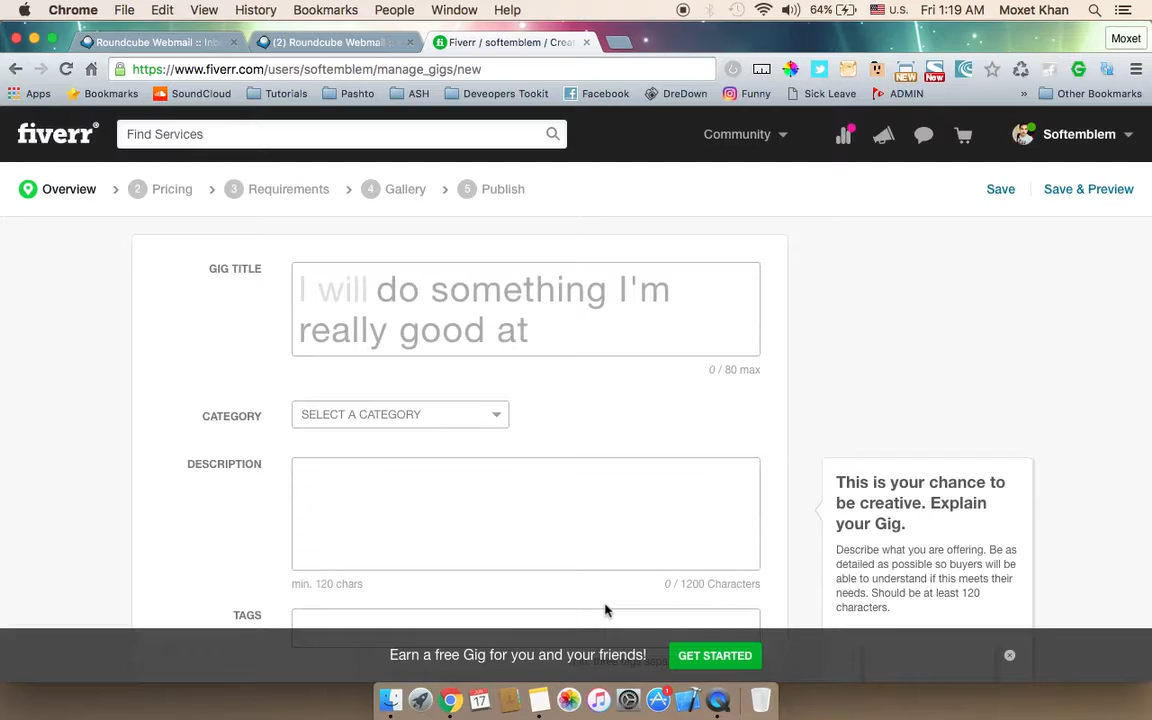 Chrome File Edit View History Bookmarks People Window Help 64% U.S. Fri 1:19 AM Moxet Khan
Roundcube Webmail :: Inb (2) Roundcube Webmail :: Fiverr / softemblem / Crea Moxet
https://www.fiverr.com/users/softemblem/manage_gigs/new NEW New
Apps Bookmarks SoundCloud Tutorials Pashto ASH Deveopers Tookit Facebook DreDown Funny Sick Leave ADMIN » Other Bookmarks
fiverr Find Services Community Softemblem
Overview 2 Pricing 3 Requirements 4 Gallery 5 Publish Save Save & Preview
GIG TITLE
I will do something I'm
really good at
0 / 80 max
CATEGORY SELECT A CATEGORY
DESCRIPTION
min. 120 chars 0 / 1200 Characters
This is your chance to
be creative. Explain
your Gig.
Describe what you are offering. Be as
detailed as possible so buyers will be
able to understand if this meets their
needs. Should be at least 120
characters.
TAGS
Earn a free Gig for you and your friends! GET STARTED
17
1